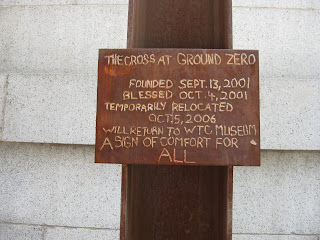 THE CROSS AT GROUND ZERO
FOUNDED SEPT. 13, 2001
BLESSED OCT. 4, 2001
TEMPORARILY RELOCATED
OCT. 5, 2006
WILL RETURN TO WTC MUSEUM
A SIGN OF COMFORT FOR
ALL